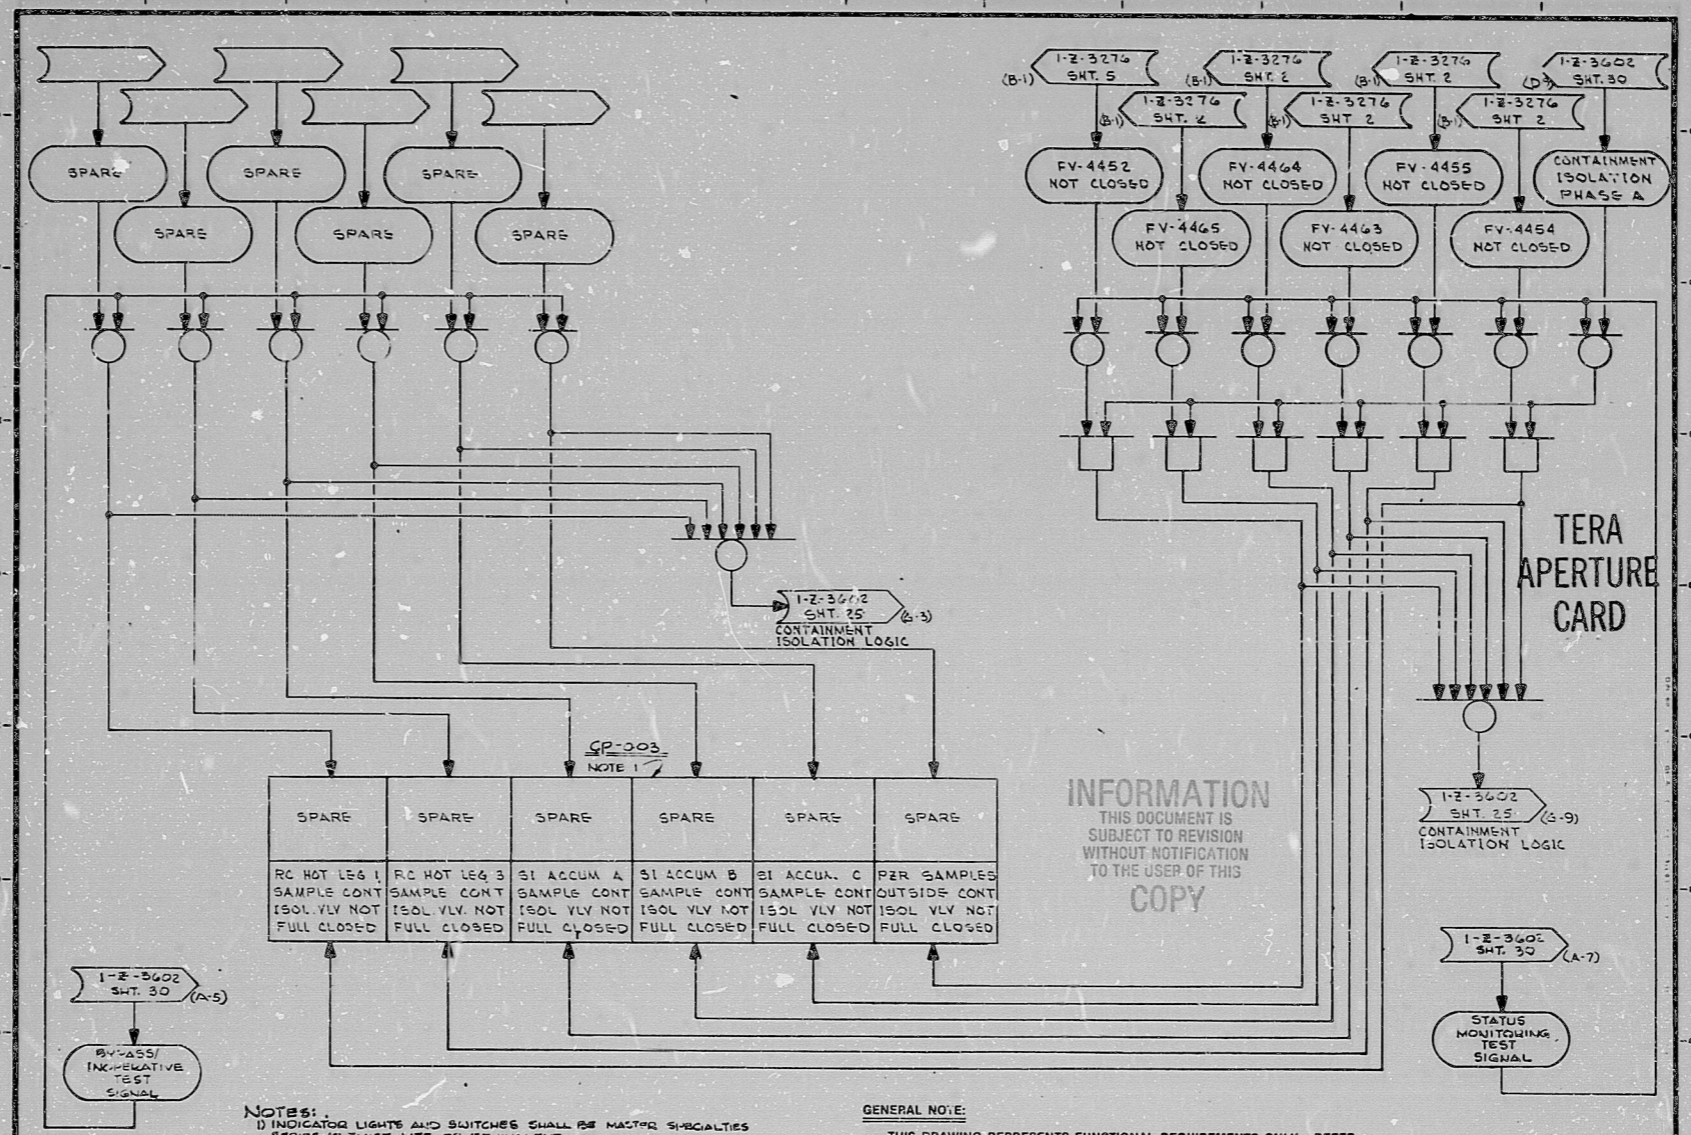 1-Z-3276
SHT. 5
(B-1)
1-Z-3276
(B-1)
1-Z-3276
SHT. 2
(B-1)
1-Z-3602
SHT. 30
1-Z-3276
(B-1)
1-Z-3276
SHT 2
(B-1)
1-Z-3276
SHT 2
(B-1)
SPARE
SPARE
SPARE
SPARE
SPARE
SPARE
FV-4452
NOT CLOSED
FV-4464
NOT CLOSED
FV-4455
NOT CLOSED
CONTAINMENT
ISOLATION
PHASE A
FV-4465
NOT CLOSED
FV-4463
NOT CLOSED
FV-4454
NOT CLOSED
TERA
APERTURE
CARD
1-Z-3602
SHT. 25
(G-3)
CONTAINMENT
ISOLATION LOGIC
CP-003
NOTE 1
SPARE
SPARE
SPARE
SPARE
SPARE
SPARE
RC HOT LEG 1
SAMPLE CONT
ISOL. VLV NOT
FULL CLOSED
RC HOT LEG 3
SAMPLE CONT
ISOL. VLV. NOT
FULL CLOSED
SI ACCUM A
SAMPLE CONT
ISOL VLV NOT
FULL CLOSED
SI ACCUM B
SAMPLE CONT
ISOL VLV NOT
FULL CLOSED
SI ACCUM. C
SAMPLE CONT
ISOL VLV NOT
FULL CLOSED
PZR SAMPLES
OUTSIDE CONT
ISOL VLV NOT
FULL CLOSED
INFORMATION
THIS DOCUMENT IS
SUBJECT TO REVISION
WITHOUT NOTIFICATION
TO THE USER OF THIS
COPY
1-Z-3602
SHT. 25
(G-9)
CONTAINMENT
ISOLATION LOGIC
1-Z-3602
SHT. 30
(A-5)
BYPASS/
INOPERATIVE
TEST
SIGNAL
1-Z-3602
SHT. 30
(A-7)
STATUS
MONITORING
TEST
SIGNAL
NOTES:
1) INDICATOR LIGHTS AND SWITCHES SHALL BE MASTER SPECIALTIES
GENERAL NOTE:
THIS DRAWING REPRESENTS FUNCTIONAL REQUIREMENTS ONLY.